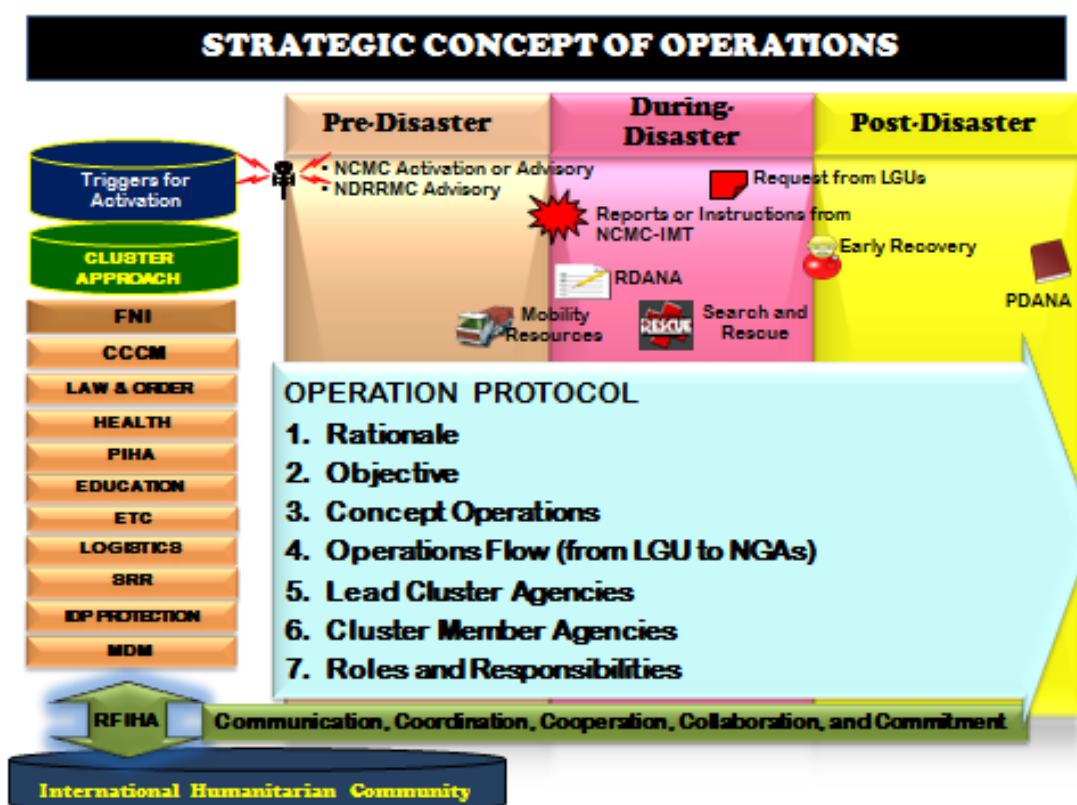 STRATEGIC CONCEPT OF OPERATIONS
Pre-Disaster
During-
Disaster
Post-Disaster
Triggers for
Activation
• NCMC Activation or Advisory
• NDRRMC Advisory
Request from LGUs
Reports or Instructions from
NCMC-IMT
CLUSTER
APPROACH
Early Recovery
RDANA
PDANA
Mobility
Resources
RESCUE
Search and
Rescue
FNI
CCCM
LAW & ORDER
HEALTH
PIHA
EDUCATION
ETC
LOGISTICS
SRR
IDP PROTECTION
MDM
OPERATION PROTOCOL
1. Rationale
2. Objective
3. Concept Operations
4. Operations Flow (from LGU to NGAs)
5. Lead Cluster Agencies
6. Cluster Member Agencies
7. Roles and Responsibilities
RFIHA
Communication, Coordination, Cooperation, Collaboration, and Commitment
International Humanitarian Community